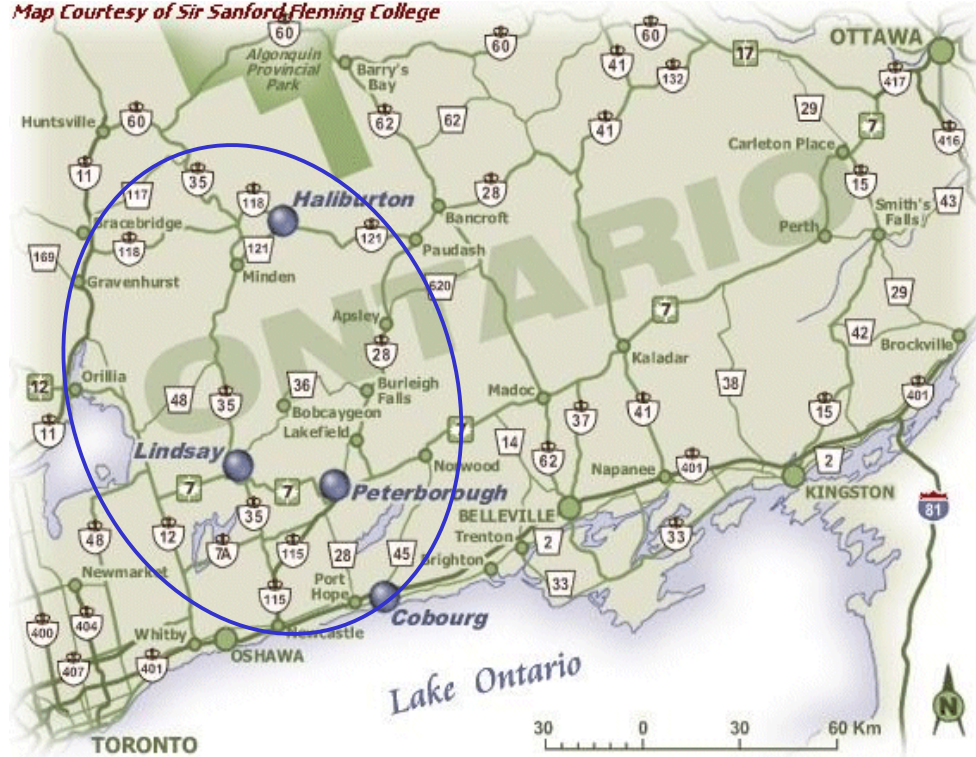 Map Courtesy of Sir Sanford Fleming College
60
60
60
17
OTTAWA
Algonquin
Provincial
Park
Barry's
Bay
41
132
417
29
Huntsville
60
62
62
41
7
416
Carleton Place
11
35
117
118
Haliburton
28
15
43
Bracebridge
118
121
121
Bancroft
Paudash
Perth
Smith's
Falls
169
Gravenhurst
Minden
620
29
ONTARIO
7
Apsley
28
42
Kaladar
Brockville
12
Orillia
48
35
36
Burleigh
Falls
Bobcaygeon
Madoc
38
11
Lakefield
7
14
37
41
15
401
Lindsay
62
Norwood
Napanee
401
2
7
7
Peterborough
KINGSTON
35
BELLEVILLE
81
48
12
7A
115
28
45
Trenton
2
33
Brighton
Newmarket
Port
Hope
33
115
Cobourg
400
404
Whitby
Newcastle
407
401
OSHAWA
Lake Ontario
N
30 0 30 60 Km
TORONTO